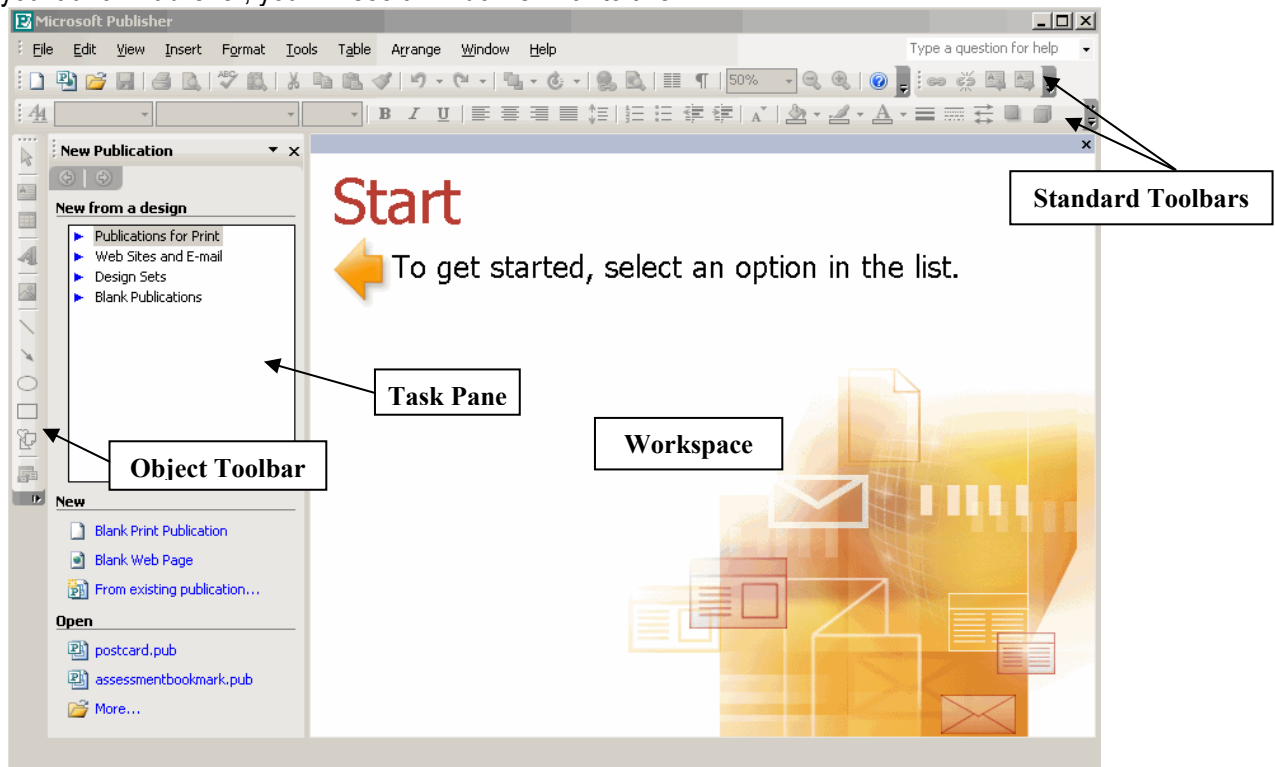 Microsoft Publisher
File Edit View Insert Format Tools Table Arrange Window Help Type a question for help
ABC 50%
B I U A A
New Publication
Start
Standard Toolbars
New from a design
Publications for Print
Web Sites and E-mail
To get started, select an option in the list.
Design Sets
Blank Publications
Task Pane
Workspace
Object Toolbar
New
Blank Print Publication
Blank Web Page
From existing publication...
Open
postcard.pub
assessmentbookmark.pub
More...